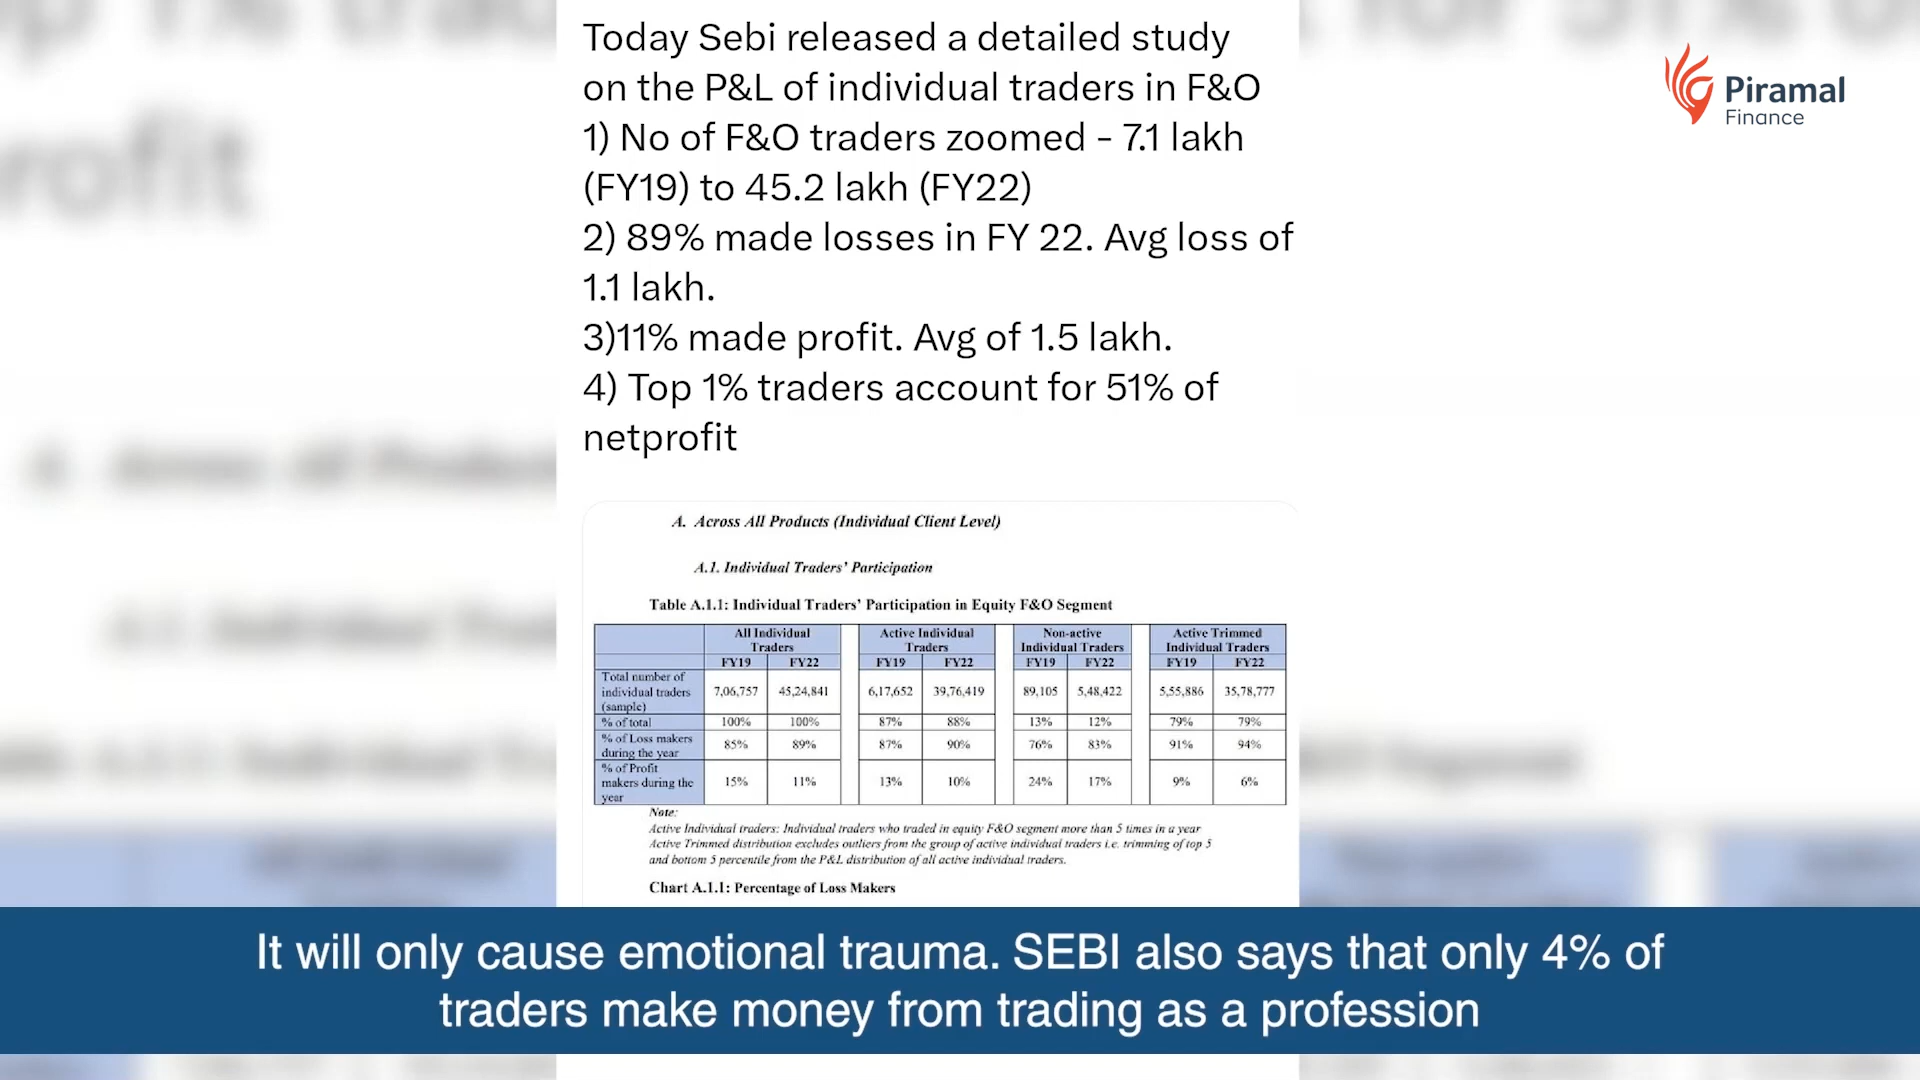 Today Sebi released a detailed study
on the P&L of individual traders in F&O
1) No of F&O traders zoomed - 7.1 lakh
(FY19) to 45.2 lakh (FY22)
2) 89% made losses in FY 22. Avg loss of
1.1 lakh.
3)11% made profit. Avg of 1.5 lakh.
4) Top 1% traders account for 51% of
netprofit
Piramal
Finance
A. Across All Products (Individual Client Level)
A.1. Individual Traders' Participation
Table A.1.1: Individual Traders' Participation in Equity F&O Segment
All Individual Traders Active Individual Traders Non-active Individual Traders Active Trimmed Individual Traders
FY19 FY22 FY19 FY22 FY19 FY22 FY19 FY22
Total number of individual traders (sample) 7,06,757 45,24,841 6,17,652 39,76,419 89,105 5,48,422 5,55,886 35,78,777
% of total 100% 100% 87% 88% 13% 12% 79% 79%
% of Loss makers during the year 85% 89% 87% 90% 76% 83% 91% 94%
% of Profit makers during the year 15% 11% 13% 10% 24% 17% 9% 6%
Note:
Active Individual traders: Individual traders who traded in equity F&O segment more than 5 times in a year
Active Trimmed distribution excludes outliers from the group of active individual traders i.e. trimming of top 5
and bottom 5 percentile from the P&L distribution of all active individual traders.
Chart A.1.1: Percentage of Loss Makers
It will only cause emotional trauma. SEBI also says that only 4% of
traders make money from trading as a profession